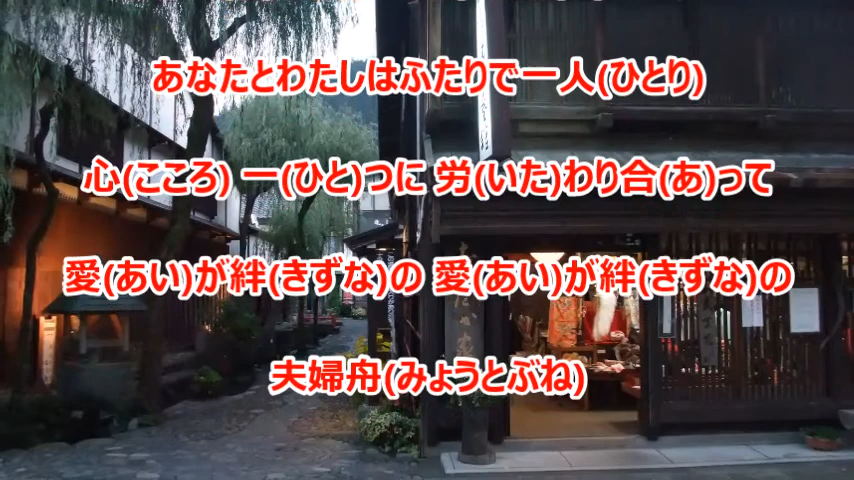 あなたとわたしはふたりで一人(ひとり)
心(こころ) 一(ひと)つに 労(いた)わり合(あ)って
愛(あい)が絆(きずな)の 愛(あい)が絆(きずな)の
夫婦舟(みょうとぶね)